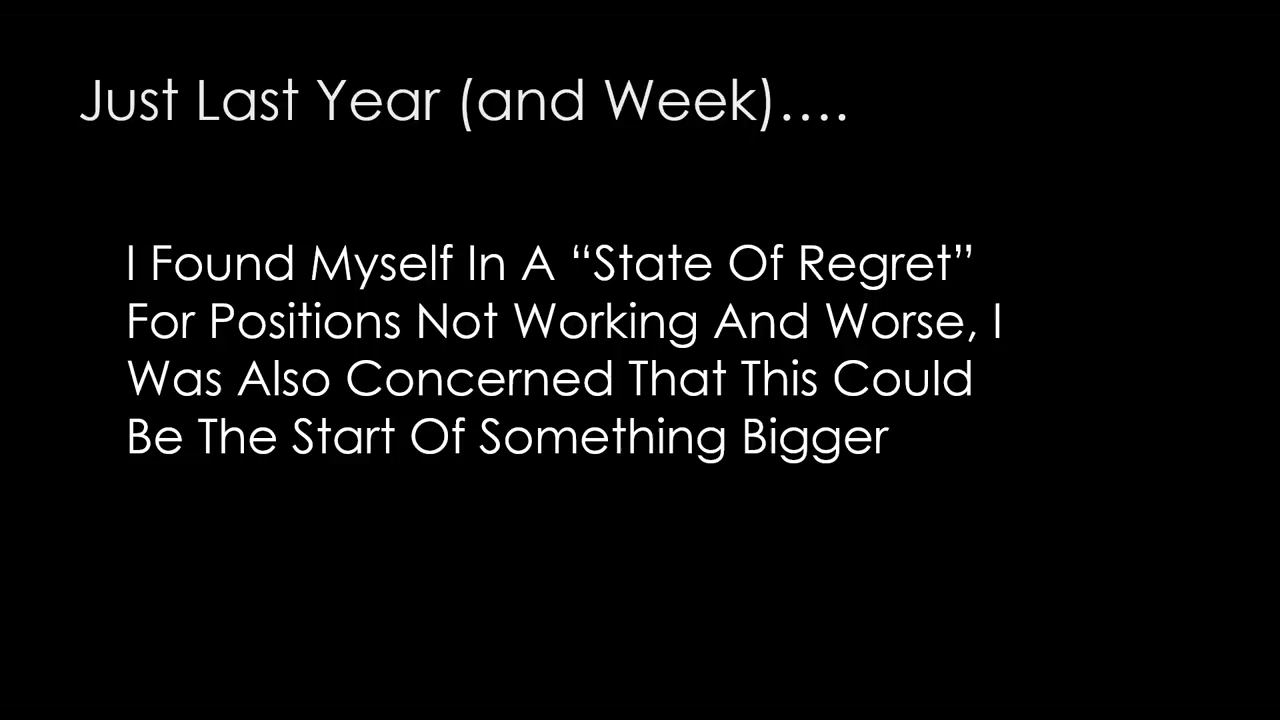 Just Last Year (and Week)….
I Found Myself In A “State Of Regret”
For Positions Not Working And Worse, I
Was Also Concerned That This Could
Be The Start Of Something Bigger